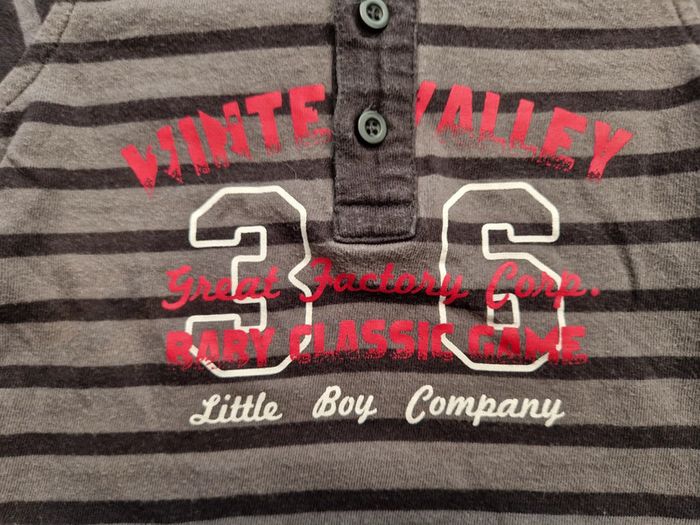 WINTE VALLEY
36
Great Factory Corp.
BABY CLASSIC GAME
Little Boy Company